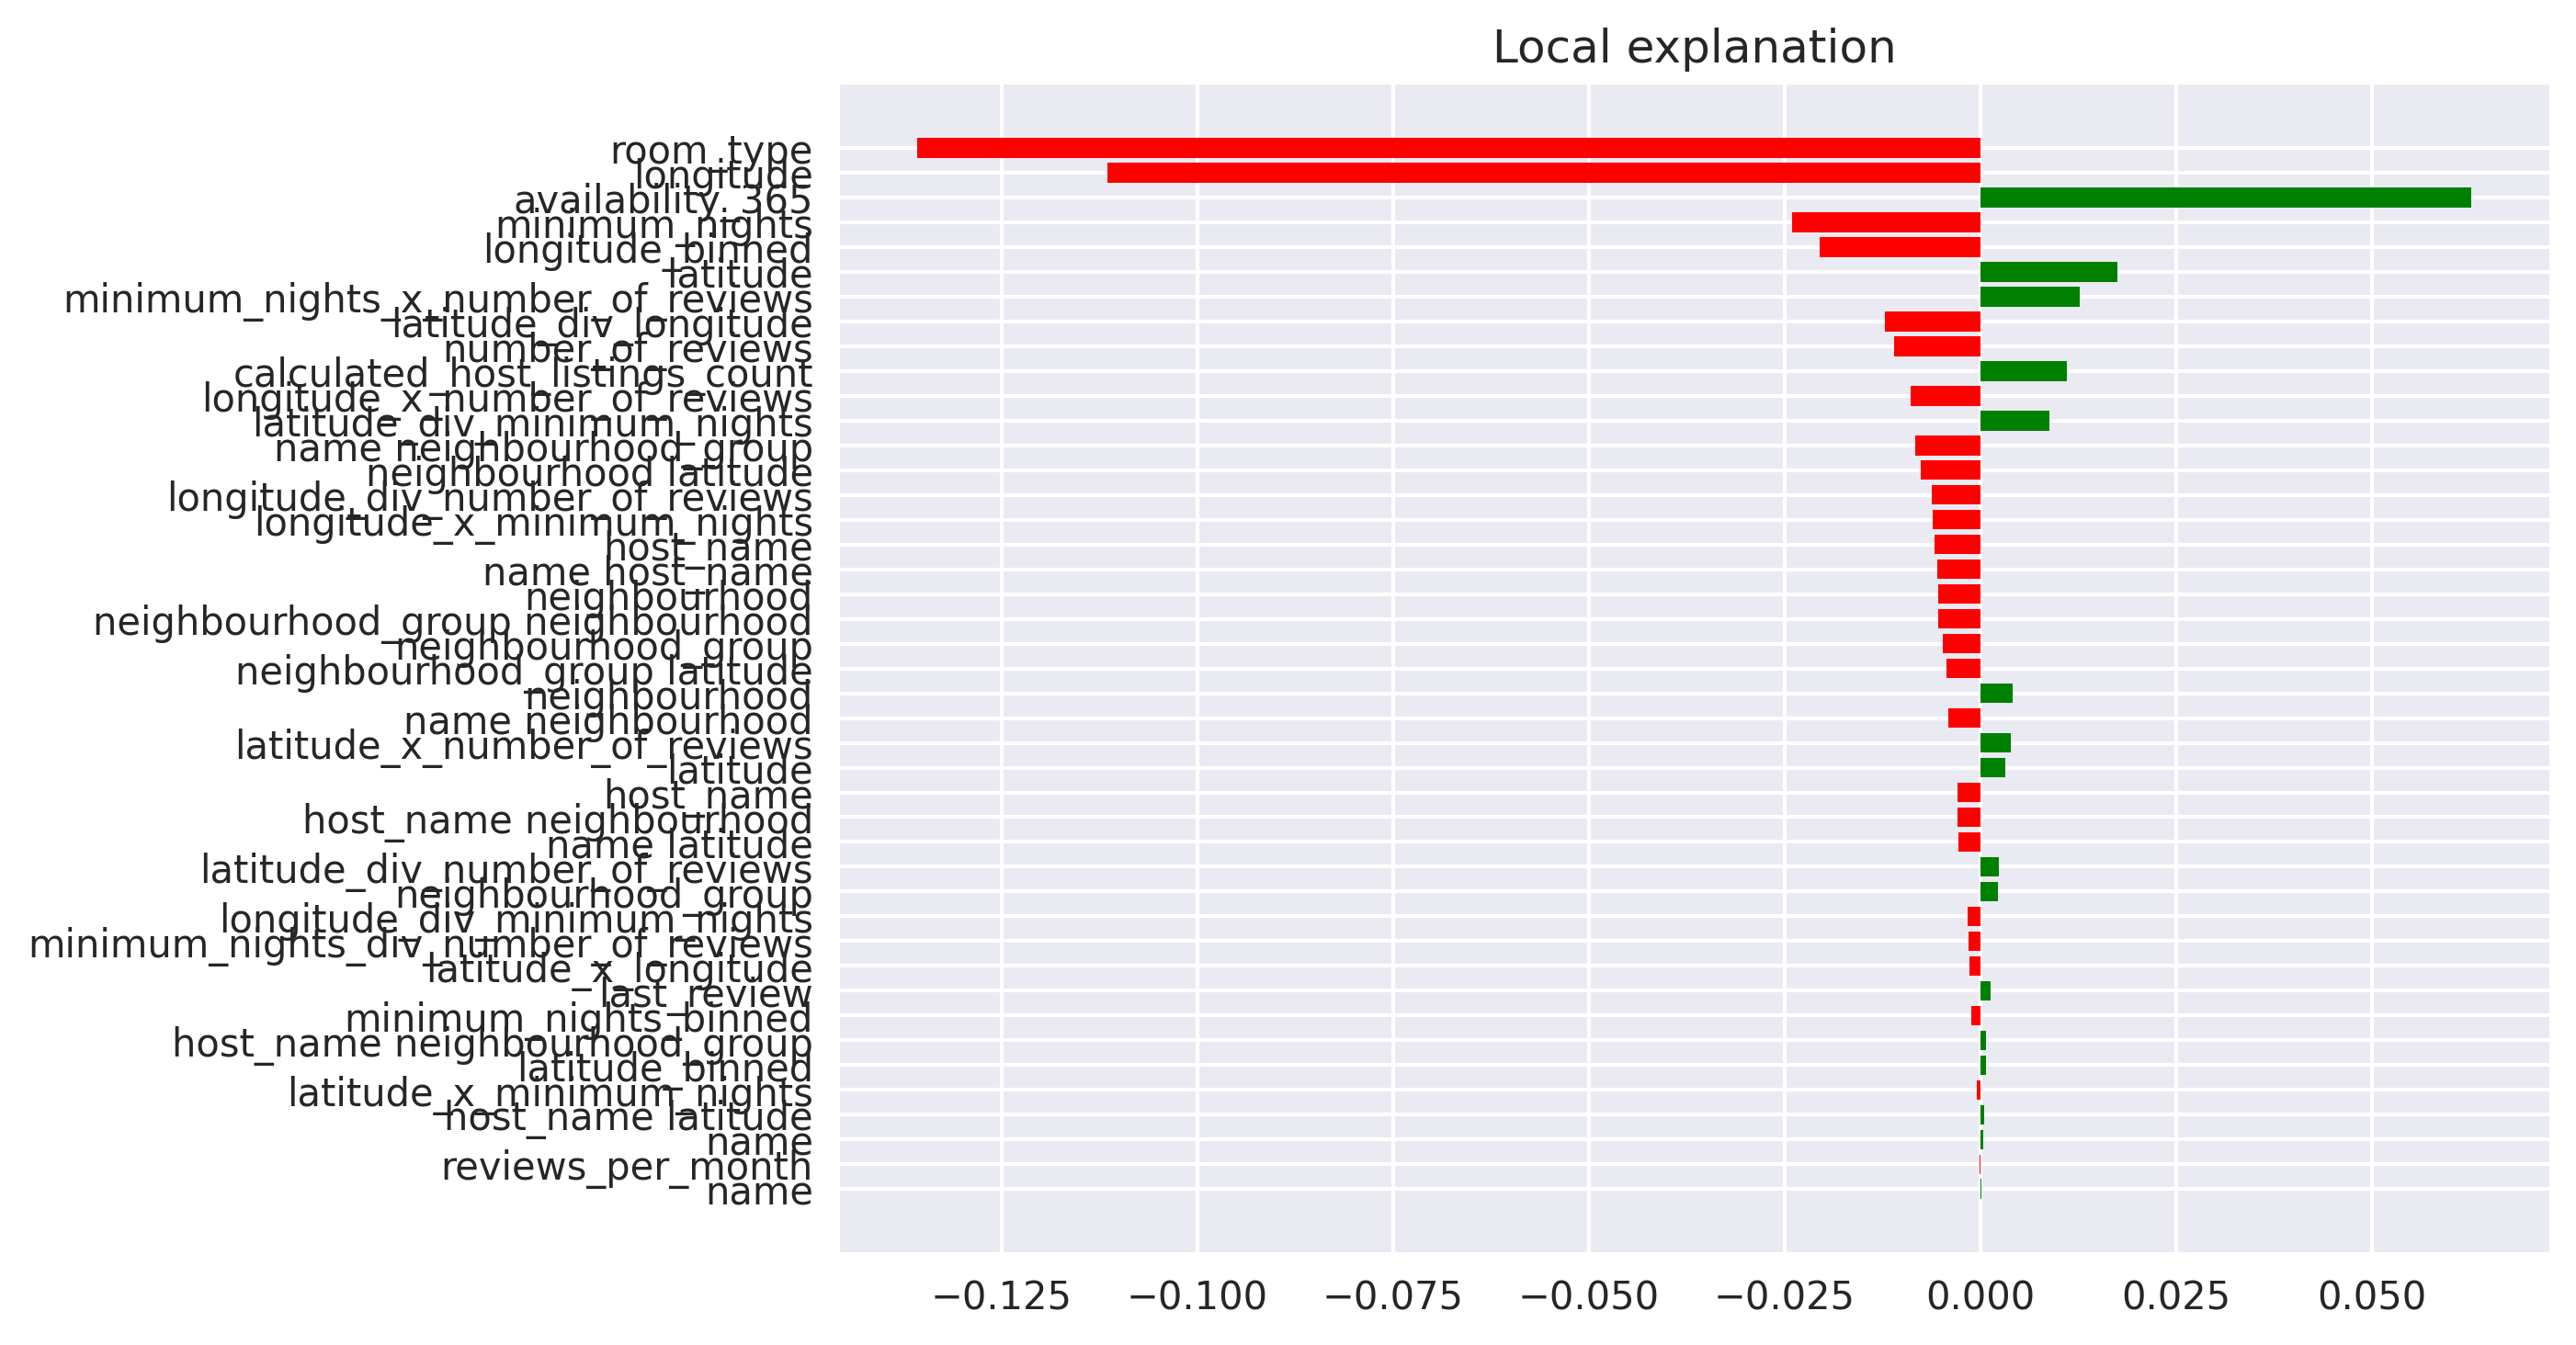 Local explanation
room_type
longitude
availability_365
minimum_nights
longitude_binned
latitude
minimum_nights_x_number_of_reviews
latitude_div_longitude
number_of_reviews
calculated_host_listings_count
longitude_x_number_of_reviews
latitude_div_minimum_nights
name neighbourhood_group
neighbourhood latitude
longitude_div_number_of_reviews
longitude_x_minimum_nights
host_name
name host_name
neighbourhood
neighbourhood_group neighbourhood
neighbourhood_group
neighbourhood_group latitude
neighbourhood
name neighbourhood
latitude_x_number_of_reviews
latitude
host_name
host_name neighbourhood
name latitude
latitude_div_number_of_reviews
neighbourhood_group
longitude_div_minimum_nights
minimum_nights_div_number_of_reviews
latitude_x_longitude
last_review
minimum_nights_binned
host_name neighbourhood_group
latitude_binned
latitude_x_minimum_nights
host_name latitude
name
reviews_per_month
name
−0.125 −0.100 −0.075 −0.050 −0.025 0.000 0.025 0.050